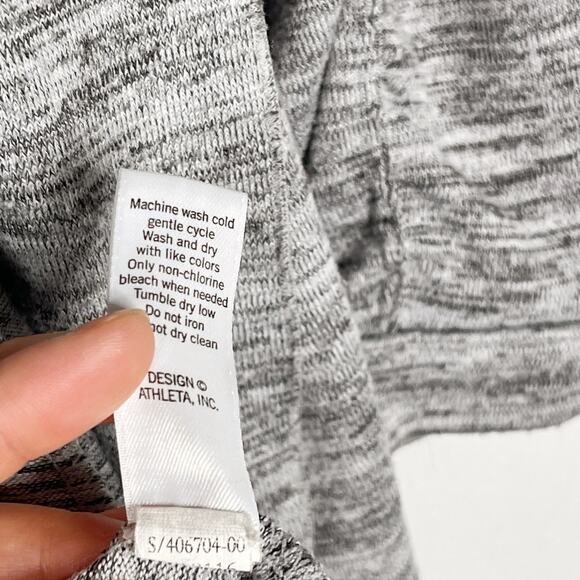 Machine wash cold
gentle cycle
Wash and dry
with like colors
Only non-chlorine
bleach when needed
Tumble dry low
Do not iron
not dry clean
DESIGN ©
ATHLETA, INC.
S/406704-00